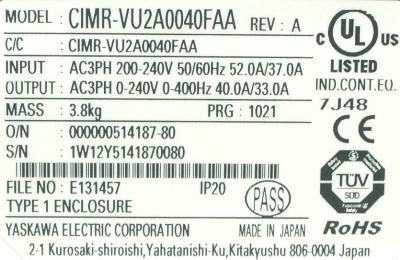 MODEL : CIMR-VU2A0040FAA REV : A
C/C : CIMR-VU2A0040FAA
INPUT : AC3PH 200-240V 50/60Hz 52.0A/37.0A
OUTPUT : AC3PH 0-240V 0-400Hz 40.0A/33.0A
MASS : 3.8kg PRG : 1021
O/N : 000000514187-80
S/N : 1W12Y5141870080
FILE NO : E131457 IP20
TYPE 1 ENCLOSURE
PASS
YASKAWA ELECTRIC CORPORATION MADE IN JAPAN
2-1 Kurosaki-shiroishi,Yahatanishi-Ku,Kitakyushu 806-0004 Japan
C UL US
LISTED
IND.CONT.EQ.
7J48
CE
TÜV
SÜD
RoHS